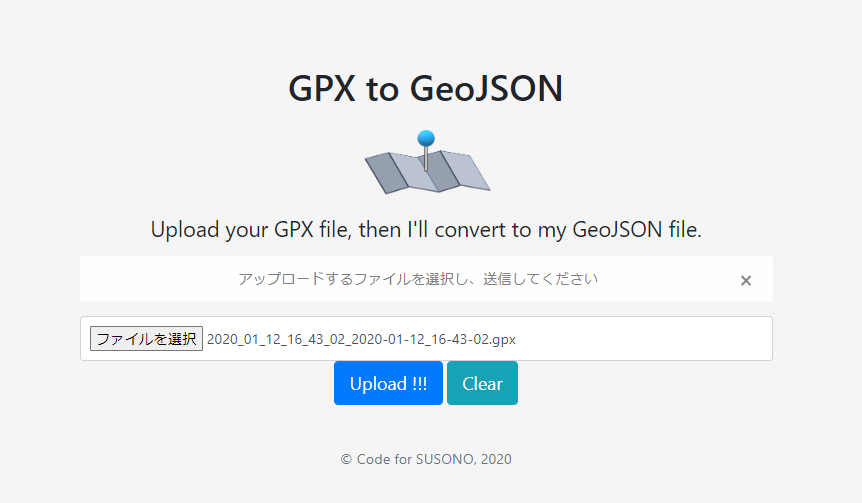 GPX to GeoJSON
Upload your GPX file, then I'll convert to my GeoJSON file.
アップロードするファイルを選択し、送信してください ×
ファイルを選択 2020_01_12_16_43_02_2020-01-12_16-43-02.gpx
Upload !!! Clear
© Code for SUSONO, 2020